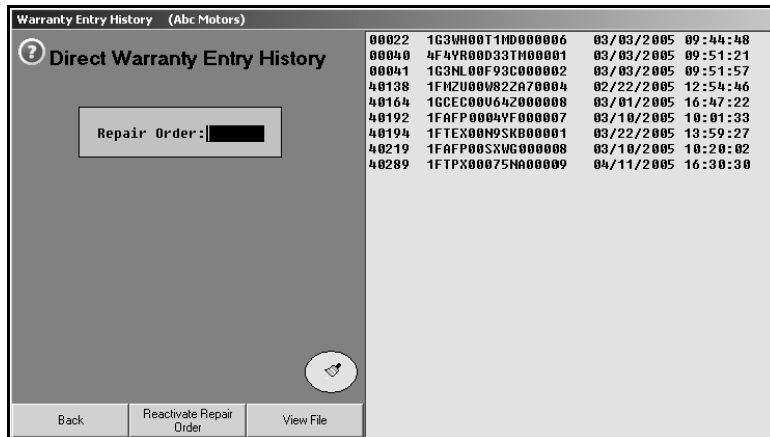 Warranty Entry History (Abc Motors)
?
Direct Warranty Entry History
Repair Order:
Back
Reactivate Repair
Order
View File
00022 1G3WH00T1MD000006 03/03/2005 09:44:48
00040 4F4YR00D33TM00001 03/03/2005 09:51:21
00041 1G3NL00F93C000002 03/03/2005 09:51:57
40138 1FMZU00W82ZA70004 02/22/2005 12:54:46
40164 1GCEC00V64Z000008 03/01/2005 16:47:22
40192 1FAFP0004YF000007 03/10/2005 10:01:33
40194 1FTEX00N9SKB00001 03/22/2005 13:59:27
40219 1FAFP00SXWG000008 03/10/2005 10:20:02
40289 1FTPX00075NA00009 04/11/2005 16:30:30